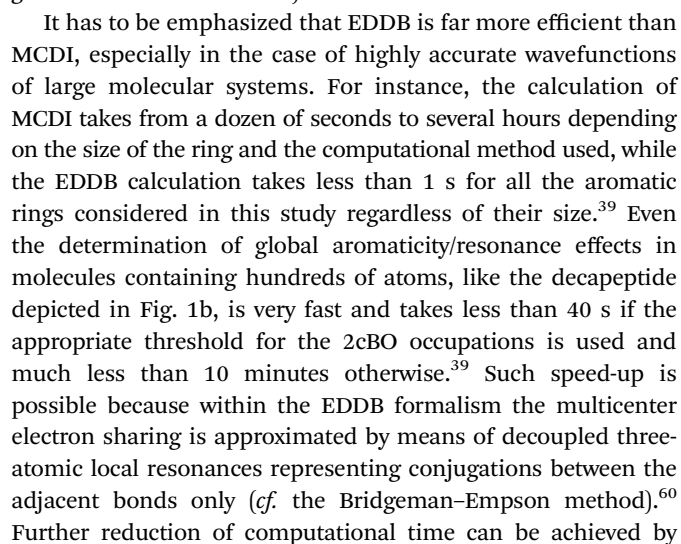 It has to be emphasized that EDDB is far more efficient than
MCDI, especially in the case of highly accurate wavefunctions
of large molecular systems. For instance, the calculation of
MCDI takes from a dozen of seconds to several hours depending
on the size of the ring and the computational method used, while
the EDDB calculation takes less than 1 s for all the aromatic
rings considered in this study regardless of their size.³⁹ Even
the determination of global aromaticity/resonance effects in
molecules containing hundreds of atoms, like the decapeptide
depicted in Fig. 1b, is very fast and takes less than 40 s if the
appropriate threshold for the 2cBO occupations is used and
much less than 10 minutes otherwise.³⁹ Such speed-up is
possible because within the EDDB formalism the multicenter
electron sharing is approximated by means of decoupled three-
atomic local resonances representing conjugations between the
adjacent bonds only (cf. the Bridgeman–Empson method).⁶⁰
Further reduction of computational time can be achieved by